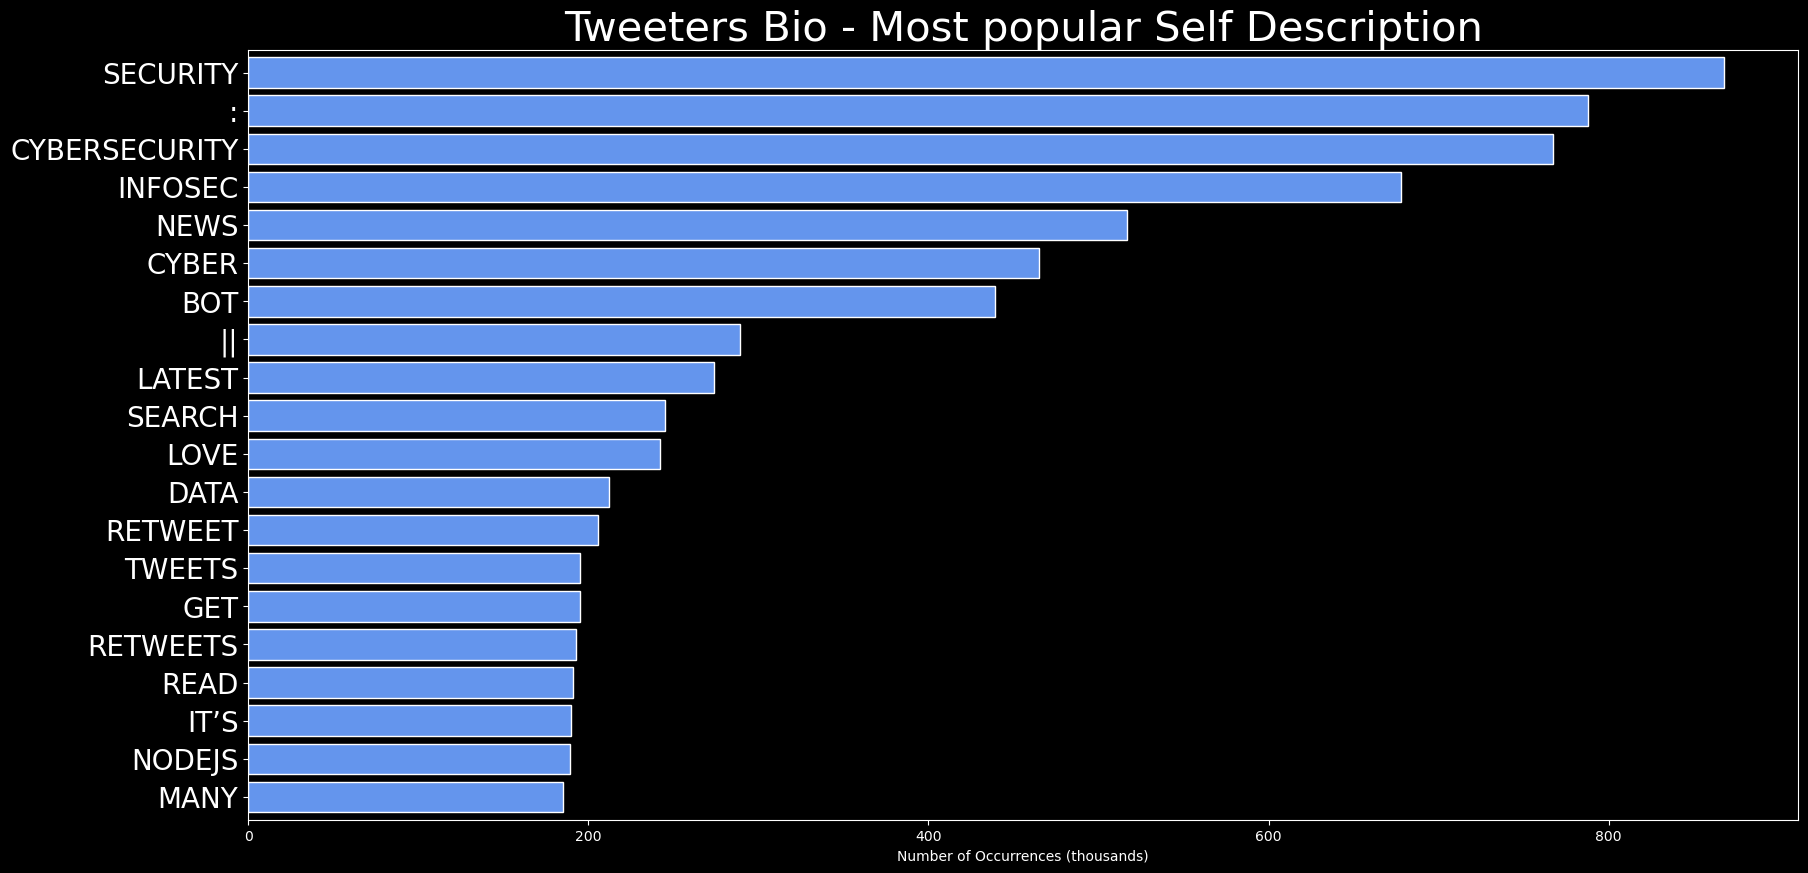 Tweeters Bio - Most popular Self Description
SECURITY
:
CYBERSECURITY
INFOSEC
NEWS
CYBER
BOT
||
LATEST
SEARCH
LOVE
DATA
RETWEET
TWEETS
GET
RETWEETS
READ
IT’S
NODEJS
MANY
0 200 400 600 800
Number of Occurrences (thousands)